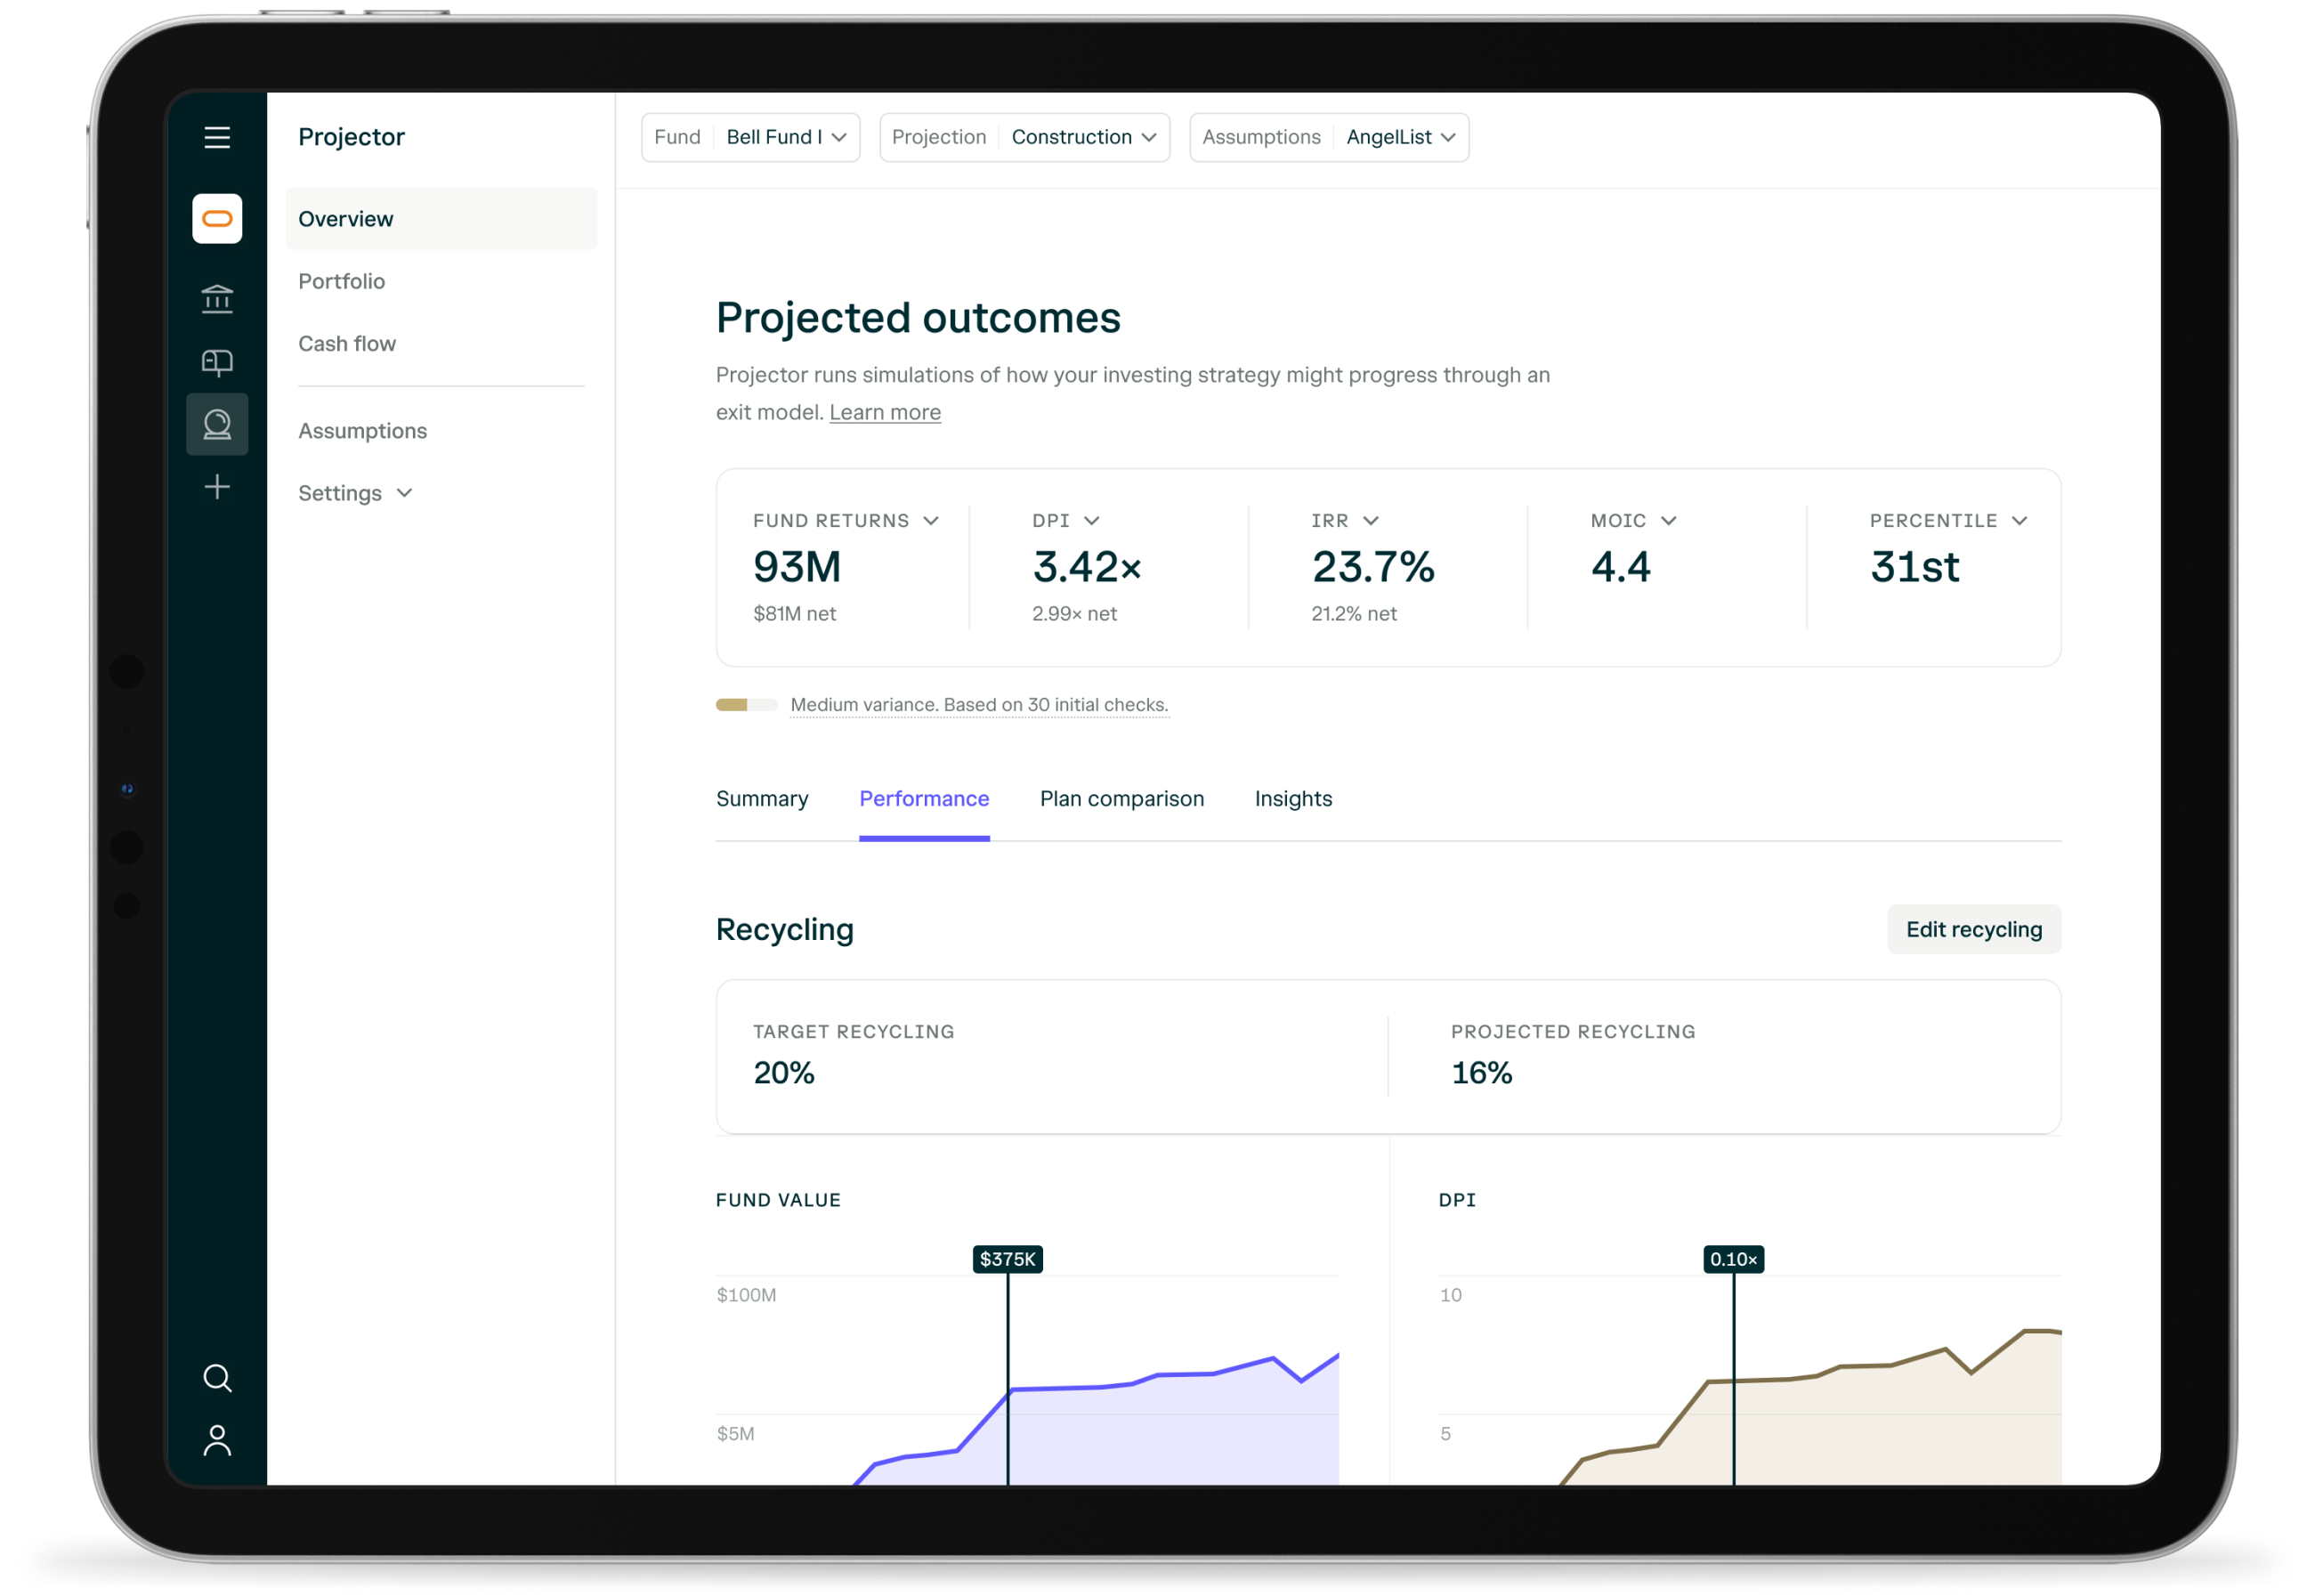 Projector
Overview
Portfolio
Cash flow
Assumptions
Settings
Fund Bell Fund I
Projection Construction
Assumptions AngelList
Projected outcomes
Projector runs simulations of how your investing strategy might progress through an
exit model. Learn more
FUND RETURNS
93M
$81M net
DPI
3.42×
2.99× net
IRR
23.7%
21.2% net
MOIC
4.4
PERCENTILE
31st
Medium variance. Based on 30 initial checks.
Summary
Performance
Plan comparison
Insights
Recycling
Edit recycling
TARGET RECYCLING
20%
PROJECTED RECYCLING
16%
FUND VALUE
$375K
$100M
$5M
DPI
0.10×
10
5